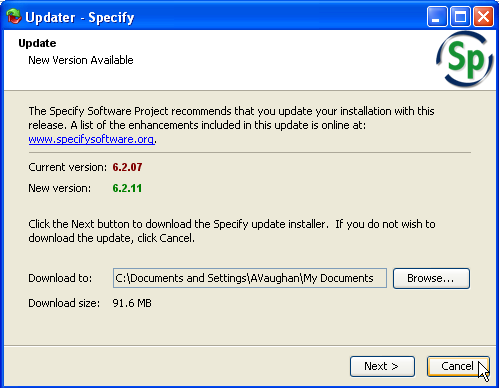 Updater - Specify
Update
New Version Available
Sp
The Specify Software Project recommends that you update your installation with this
release. A list of the enhancements included in this update is online at:
www.specifysoftware.org.
Current version: 6.2.07
New version: 6.2.11
Click the Next button to download the Specify update installer.  If you do not wish to
download the update, click Cancel.
Download to: C:\Documents and Settings\AVaughan\My Documents Browse...
Download size: 91.6 MB
Next > Cancel